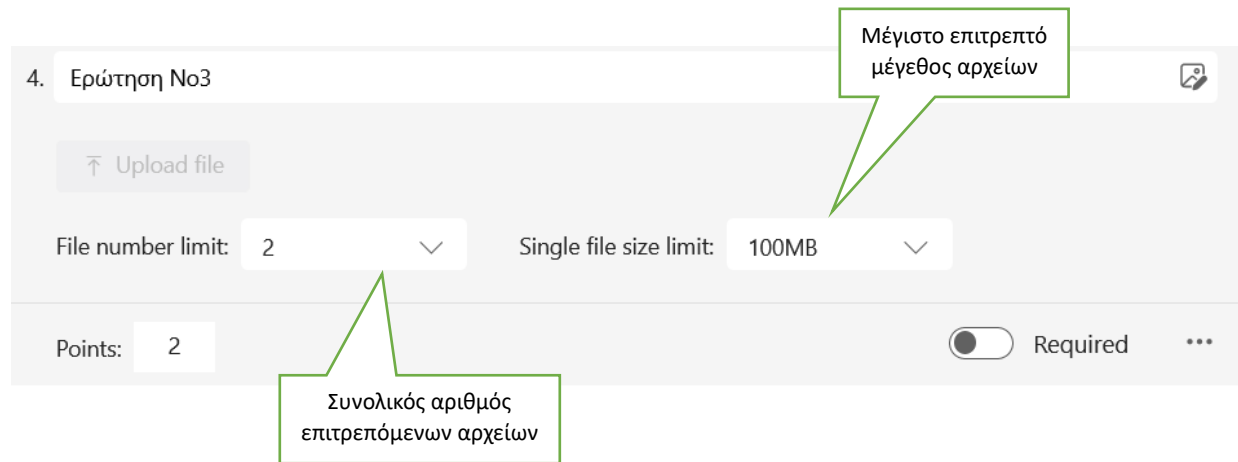 Μέγιστο επιτρεπτό
μέγεθος αρχείων
4. Ερώτηση Νο3
Upload file
File number limit: 2 Single file size limit: 100MB
Points: 2 Required
Συνολικός αριθμός
επιτρεπόμενων αρχείων